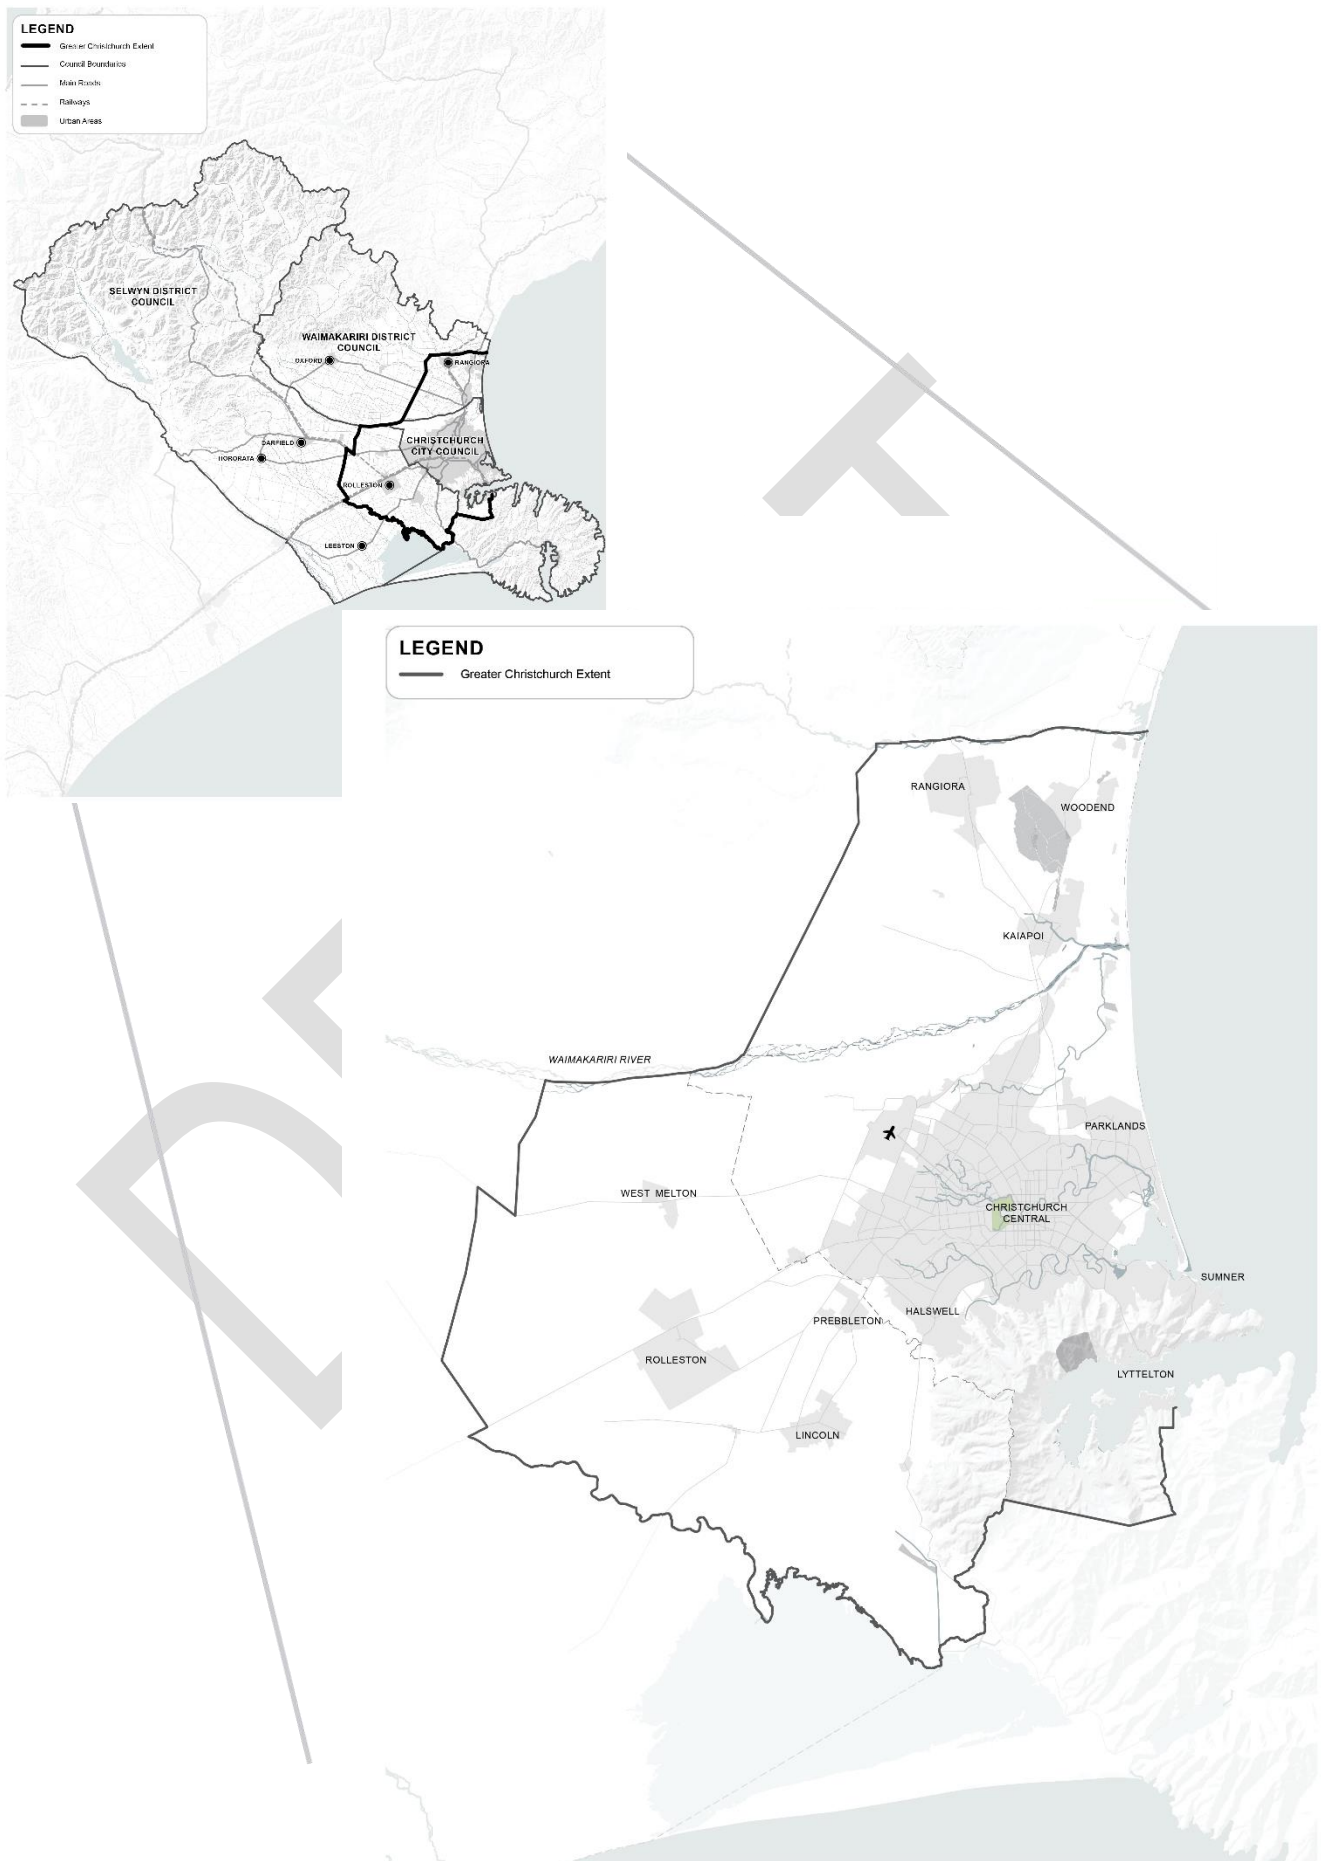 LEGEND
Greater Christchurch Extent
Council Boundaries
Main Roads
Railways
Urban Areas
SELWYN DISTRICT
COUNCIL
WAIMAKARIRI DISTRICT
COUNCIL
OXFORD
RANGIORA
DARFIELD
HORORATA
CHRISTCHURCH
CITY COUNCIL
ROLLESTON
LEESTON
LEGEND
Greater Christchurch Extent
RANGIORA
WOODEND
KAIAPOI
WAIMAKARIRI RIVER
PARKLANDS
WEST MELTON
CHRISTCHURCH
CENTRAL
SUMNER
HALSWELL
PREBBLETON
ROLLESTON
LYTTELTON
LINCOLN